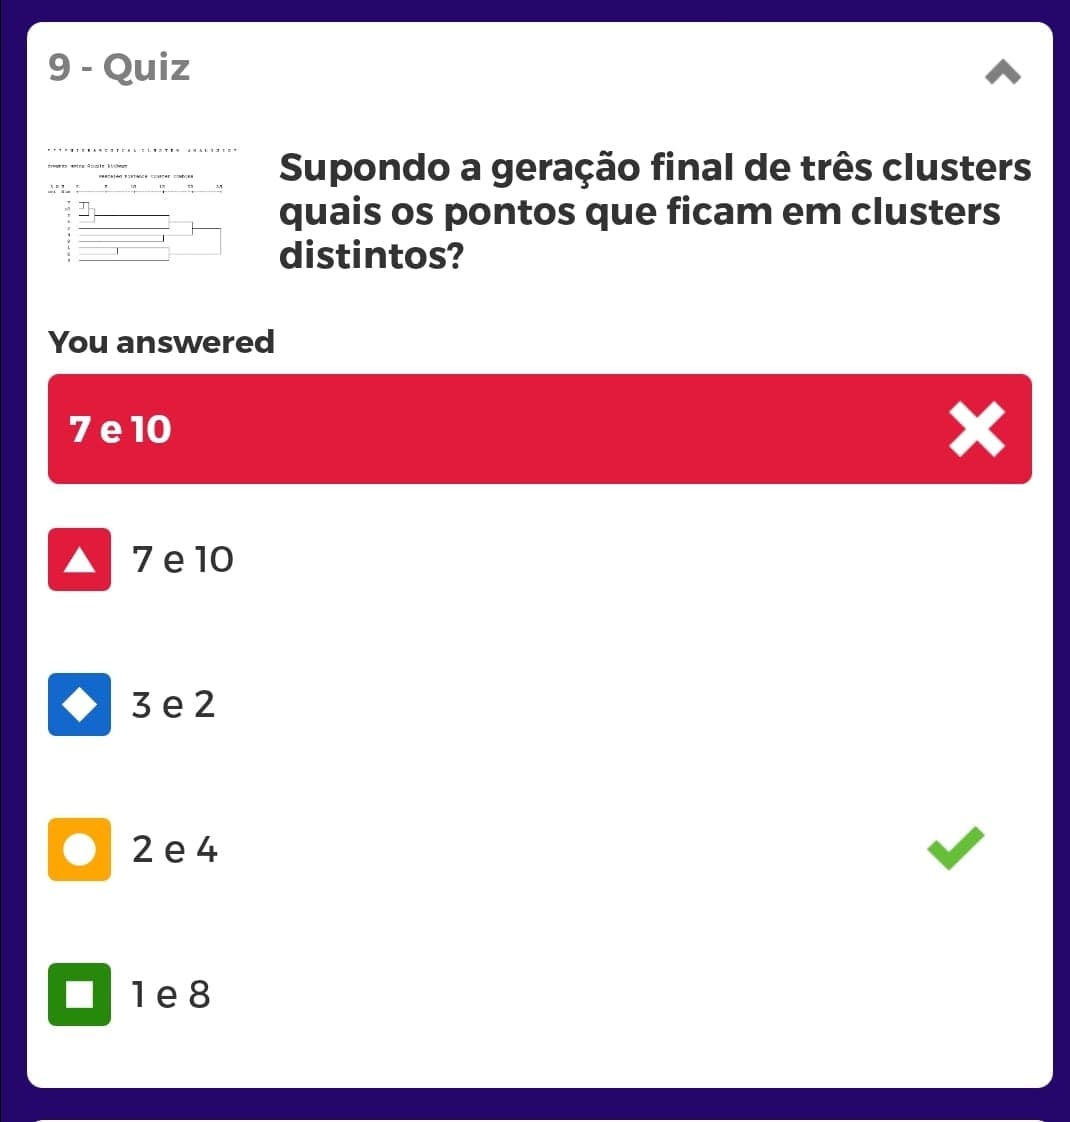 9 - Quiz
Supondo a geração final de três clusters
quais os pontos que ficam em clusters
distintos?
You answered
7 e 10
7 e 10
3 e 2
2 e 4
1 e 8